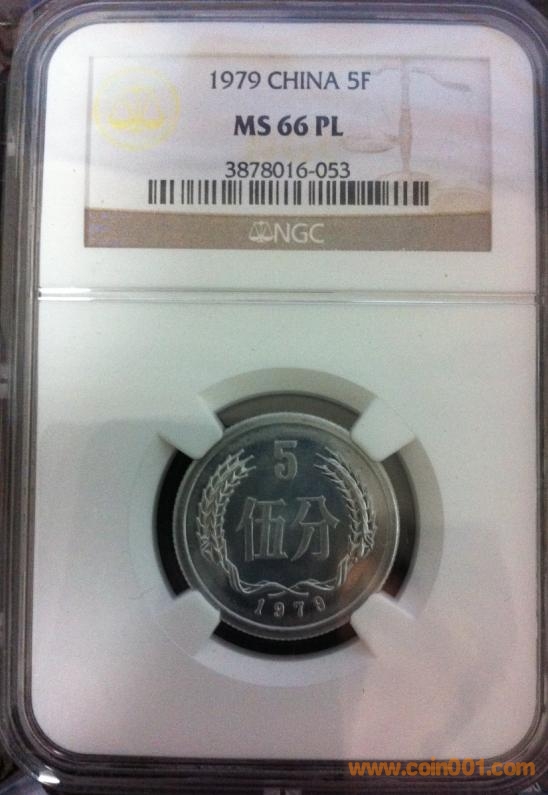 1979 CHINA 5F
MS 66 PL
3878016-053
NGC
5
伍分
1979
www.coin001.com